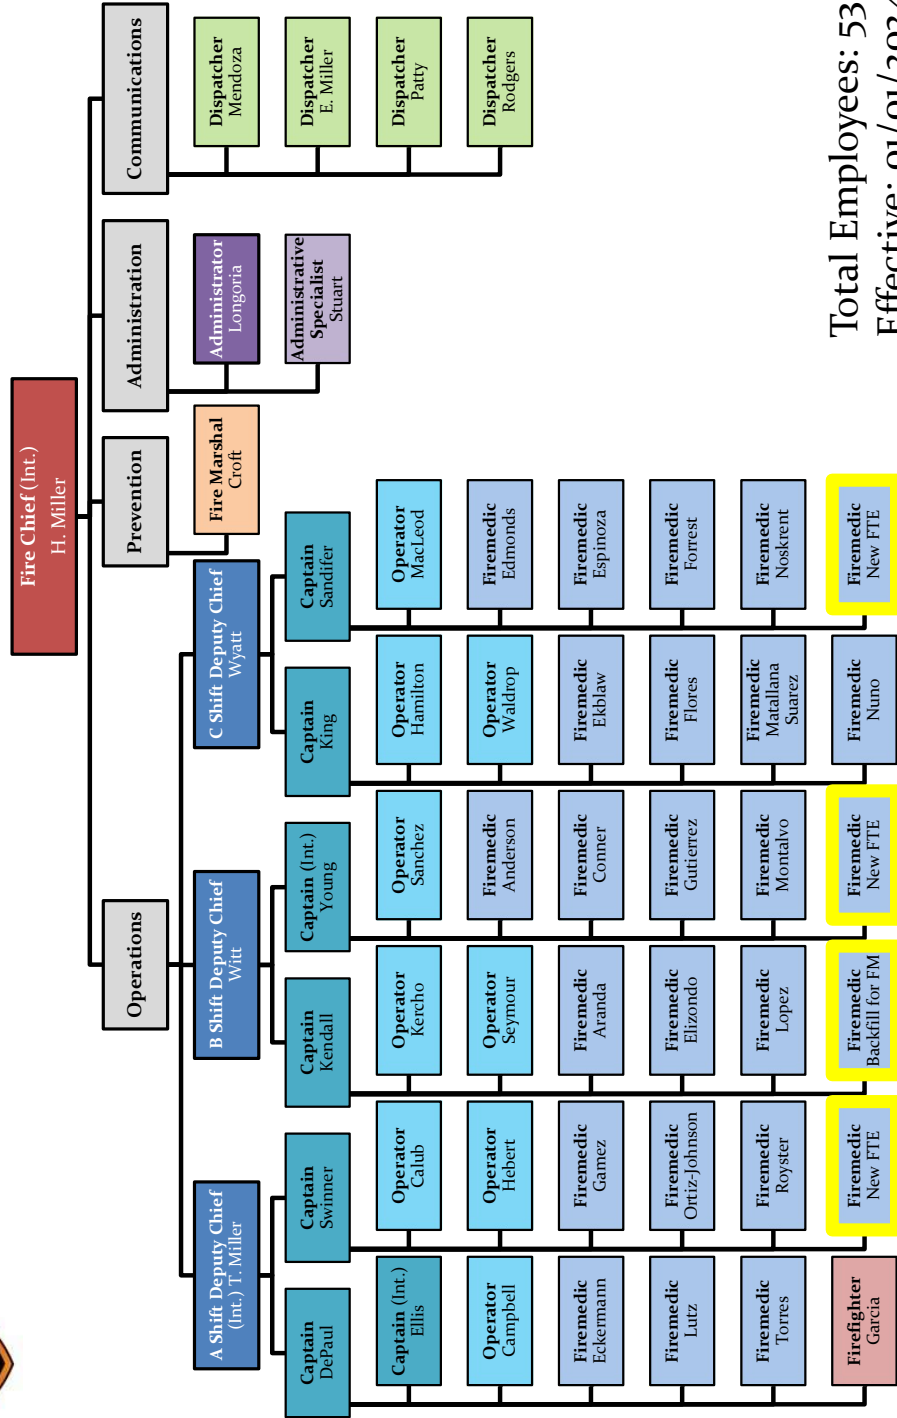 Fire Chief (Int.)
H. Miller
Operations
Prevention
Administration
Communications
A Shift Deputy Chief
(Int.) T. Miller
B Shift Deputy Chief
Witt
C Shift Deputy Chief
Wyatt
Fire Marshal
Croft
Administrator
Longoria
Administrative
Specialist
Stuart
Dispatcher
Mendoza
Dispatcher
E. Miller
Dispatcher
Patty
Dispatcher
Rodgers
Captain
DePaul
Captain (Int.)
Ellis
Operator
Campbell
Firemedic
Eckermann
Firemedic
Lutz
Firemedic
Torres
Firefighter
Garcia
Captain
Swinner
Operator
Calub
Operator
Hebert
Firemedic
Gamez
Firemedic
Ortiz-Johnson
Firemedic
Royster
Firemedic
New FTE
Captain
Kendall
Operator
Kercho
Operator
Seymour
Firemedic
Aranda
Firemedic
Elizondo
Firemedic
Lopez
Firemedic
Backfill for FM
Captain (Int.)
Young
Operator
Sanchez
Firemedic
Anderson
Firemedic
Conner
Firemedic
Gutierrez
Firemedic
Montalvo
Firemedic
New FTE
Captain
King
Operator
Hamilton
Operator
Waldrop
Firemedic
Ekblaw
Firemedic
Flores
Firemedic
Matallana
Suarez
Firemedic
Nuno
Captain
Sandifer
Operator
MacLeod
Firemedic
Edmonds
Firemedic
Espinoza
Firemedic
Forrest
Firemedic
Noskrent
Firemedic
New FTE
Total Employees: 53
Effective: